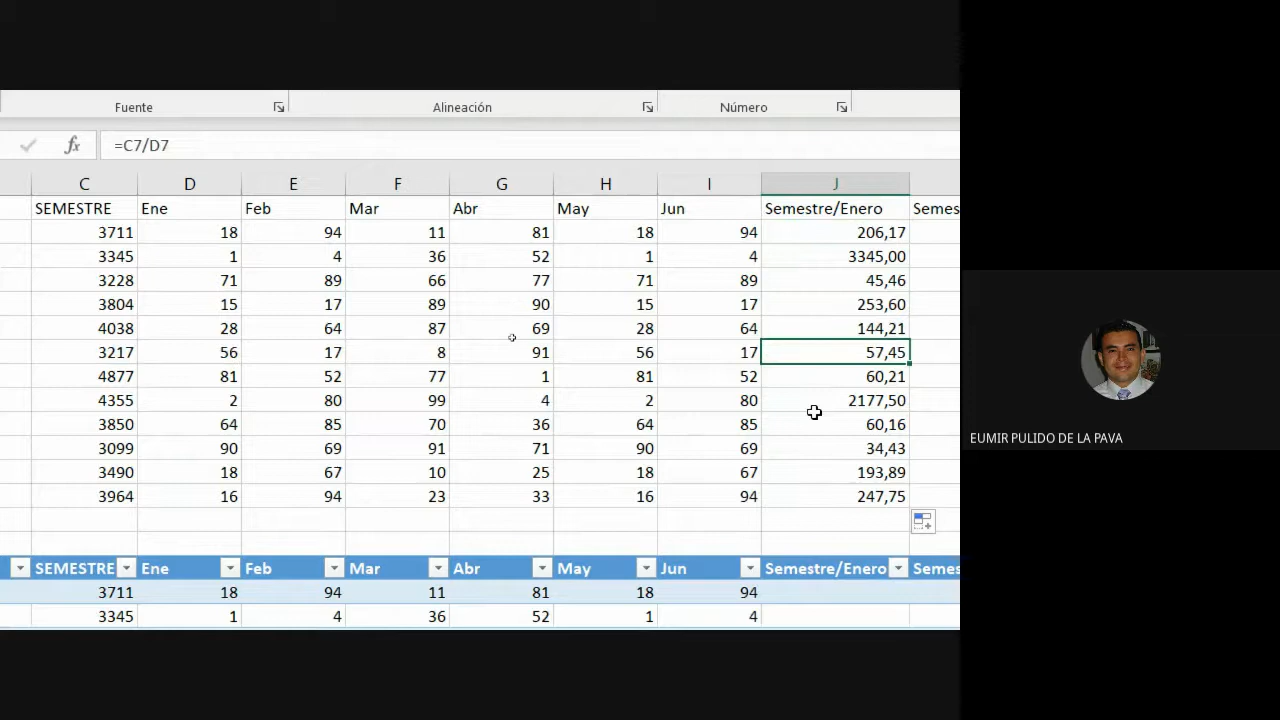 Fuente Alineación Número
fx =C7/D7
C D E F G H I J
SEMESTRE Ene Feb Mar Abr May Jun Semestre/Enero Semes
3711 18 94 11 81 18 94 206,17
3345 1 4 36 52 1 4 3345,00
3228 71 89 66 77 71 89 45,46
3804 15 17 89 90 15 17 253,60
4038 28 64 87 69 28 64 144,21
3217 56 17 8 91 56 17 57,45
4877 81 52 77 1 81 52 60,21
4355 2 80 99 4 2 80 2177,50
3850 64 85 70 36 64 85 60,16
3099 90 69 91 71 90 69 34,43
3490 18 67 10 25 18 67 193,89
3964 16 94 23 33 16 94 247,75
SEMESTRE Ene Feb Mar Abr May Jun Semestre/Enero Semes
3711 18 94 11 81 18 94
3345 1 4 36 52 1 4
EUMIR PULIDO DE LA PAVA